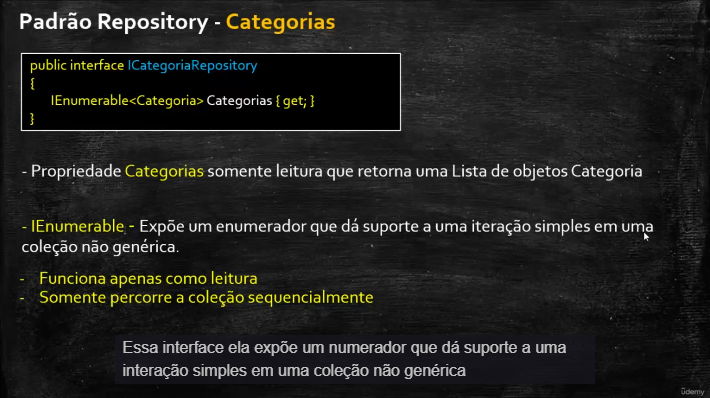 Padrão Repository - Categorias
public interface ICategoriaRepository
{
IEnumerable<Categoria> Categorias { get; }
}
- Propriedade Categorias somente leitura que retorna uma Lista de objetos Categoria
- IEnumerable - Expõe um enumerador que dá suporte a uma iteração simples em uma
coleção não genérica.
- Funciona apenas como leitura
- Somente percorre a coleção sequencialmente
Essa interface ela expõe um numerador que dá suporte a uma
interação simples em uma coleção não genérica
ûdemy